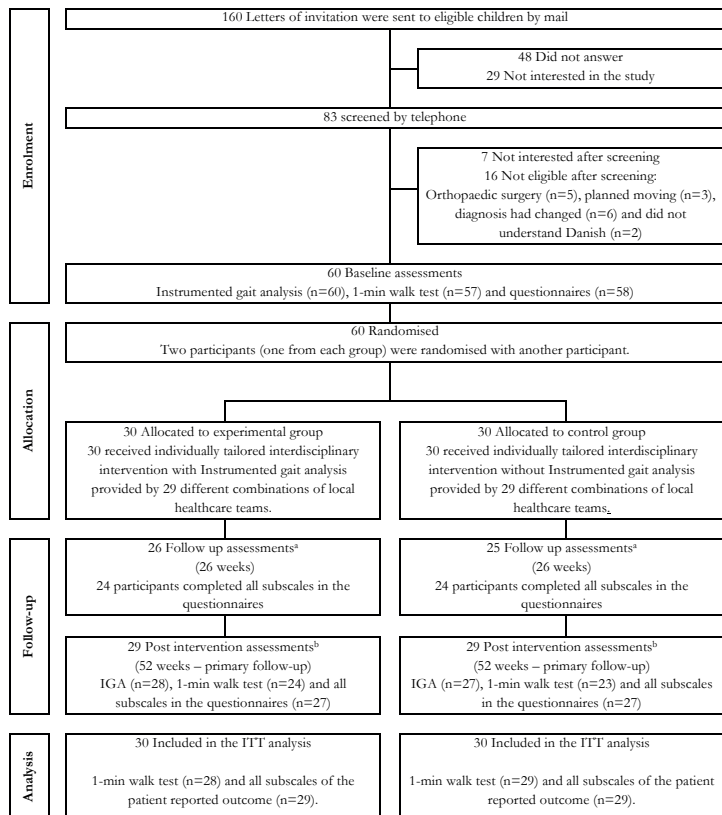 160 Letters of invitation were sent to eligible children by mail
48 Did not answer
29 Not interested in the study
83 screened by telephone
7 Not interested after screening
16 Not eligible after screening:
Orthopaedic surgery (n=5), planned moving (n=3),
diagnosis had changed (n=6) and did not
understand Danish (n=2)
60 Baseline assessments
Instrumented gait analysis (n=60), 1-min walk test (n=57) and questionnaires (n=58)
Enrolment
60 Randomised
Two participants (one from each group) were randomised with another participant.
Allocation
30 Allocated to experimental group
30 received individually tailored interdisciplinary
intervention with Instrumented gait analysis
provided by 29 different combinations of local
healthcare teams.
30 Allocated to control group
30 received individually tailored interdisciplinary
intervention without Instrumented gait analysis
provided by 29 different combinations of local
healthcare teams.
Follow-up
26 Follow up assessmentsᵃ
(26 weeks)
24 participants completed all subscales in the
questionnaires
25 Follow up assessmentsᵃ
(26 weeks)
24 participants completed all subscales in the
questionnaires
29 Post intervention assessmentsᵇ
(52 weeks – primary follow-up)
IGA (n=28), 1-min walk test (n=24) and all
subscales in the questionnaires (n=27)
29 Post intervention assessmentsᵇ
(52 weeks – primary follow-up)
IGA (n=27), 1-min walk test (n=23) and all subscales
in the questionnaires (n=27)
Analysis
30 Included in the ITT analysis
1-min walk test (n=28) and all subscales of the
patient reported outcome (n=29).
30 Included in the ITT analysis
1-min walk test (n=29) and all subscales of the patient
reported outcome (n=29).